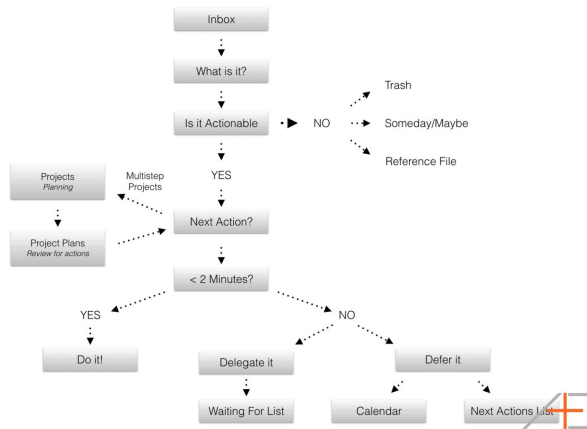 Inbox
What is it?
Trash
Is it Actionable
NO
Someday/Maybe
Reference File
YES
Projects
Planning
Multistep
Projects
Next Action?
Project Plans
Review for actions
< 2 Minutes?
YES
NO
Do it!
Delegate it
Defer it
Waiting For List
Calendar
Next Actions List